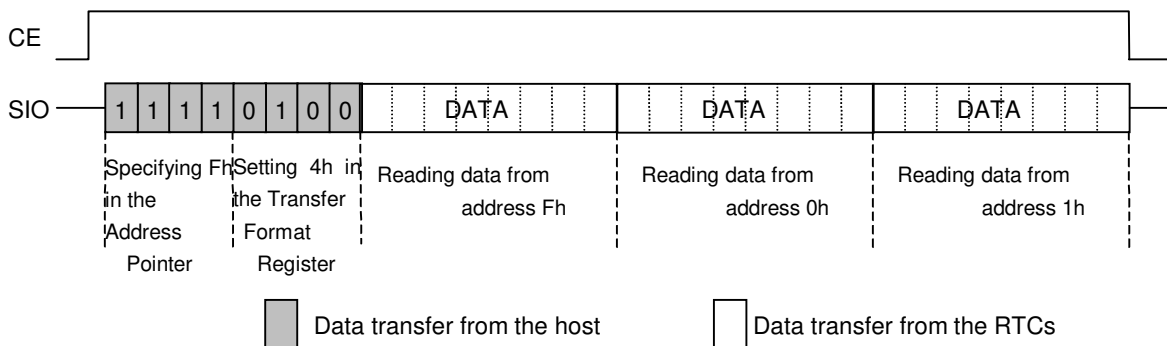 CE
SIO
1 1 1 1 0 1 0 0 DATA DATA DATA
Specifying Fh
in the
Address
Pointer
Setting 4h in
the Transfer
Format
Register
Reading data from
address Fh
Reading data from
address 0h
Reading data from
address 1h
Data transfer from the host
Data transfer from the RTCs